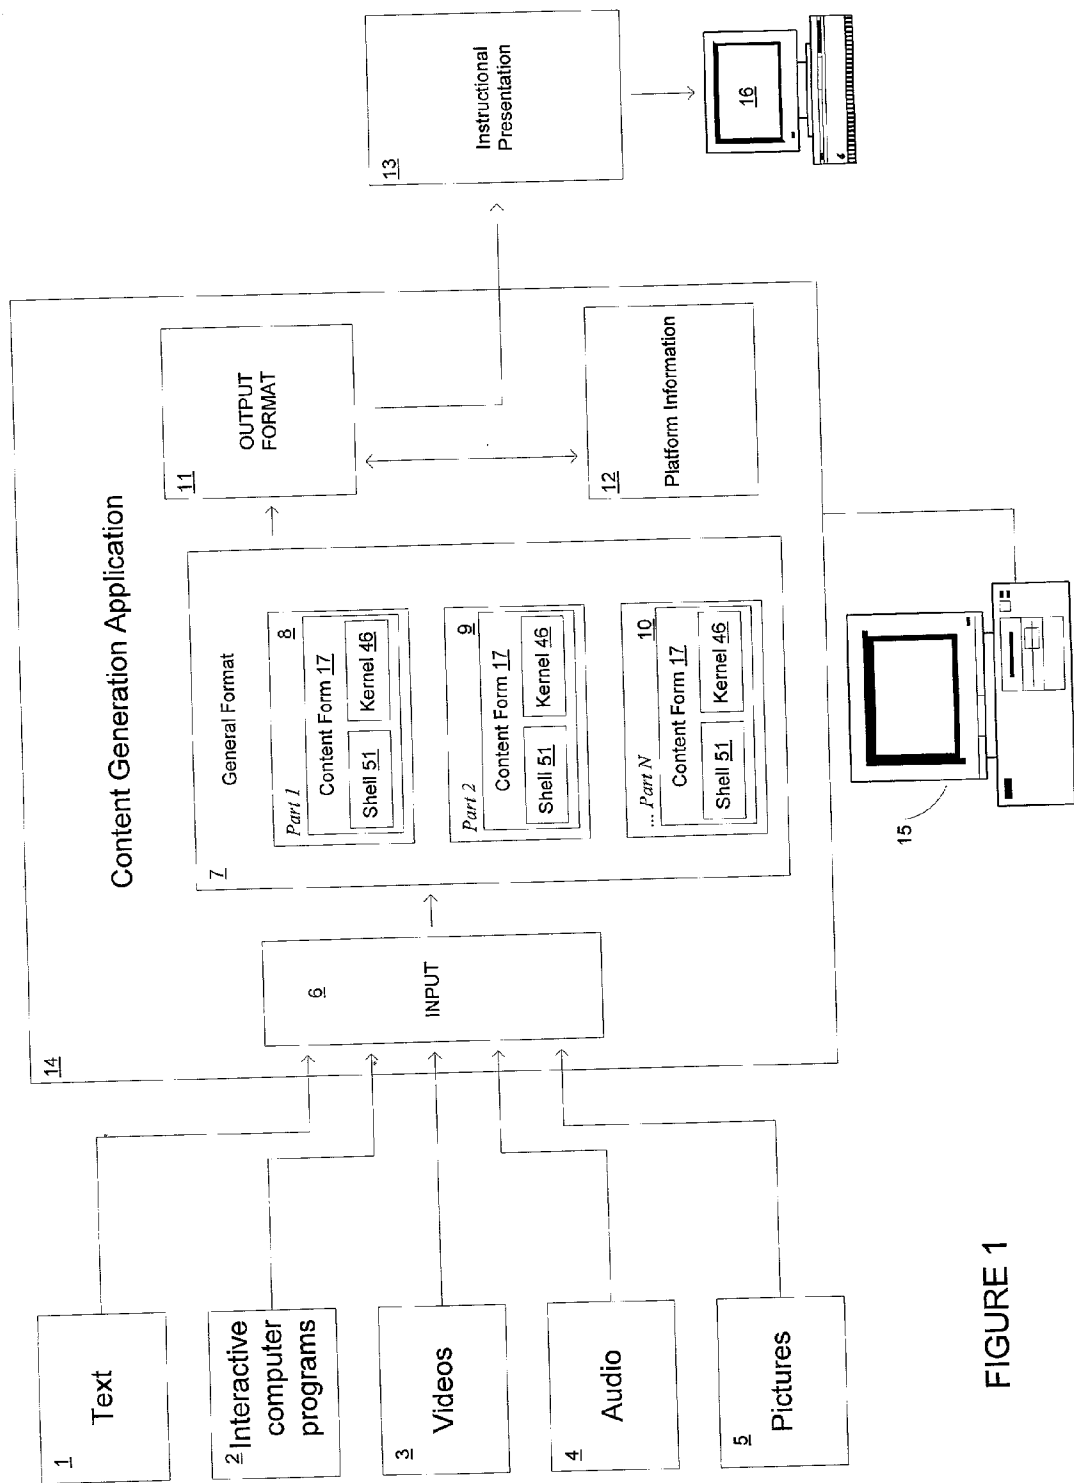 1
Text
2 Interactive
computer
programs
3
Videos
4
Audio
5
Pictures
14
Content Generation Application
6
INPUT
7
General Format
Part 1
8
Content Form 17
Shell 51
Kernel 46
Part 2
9
Content Form 17
Shell 51
Kernel 46
... Part N
10
Content Form 17
Shell 51
Kernel 46
11
OUTPUT
FORMAT
12
Platform Information
13
Instructional
Presentation
16
15
FIGURE 1